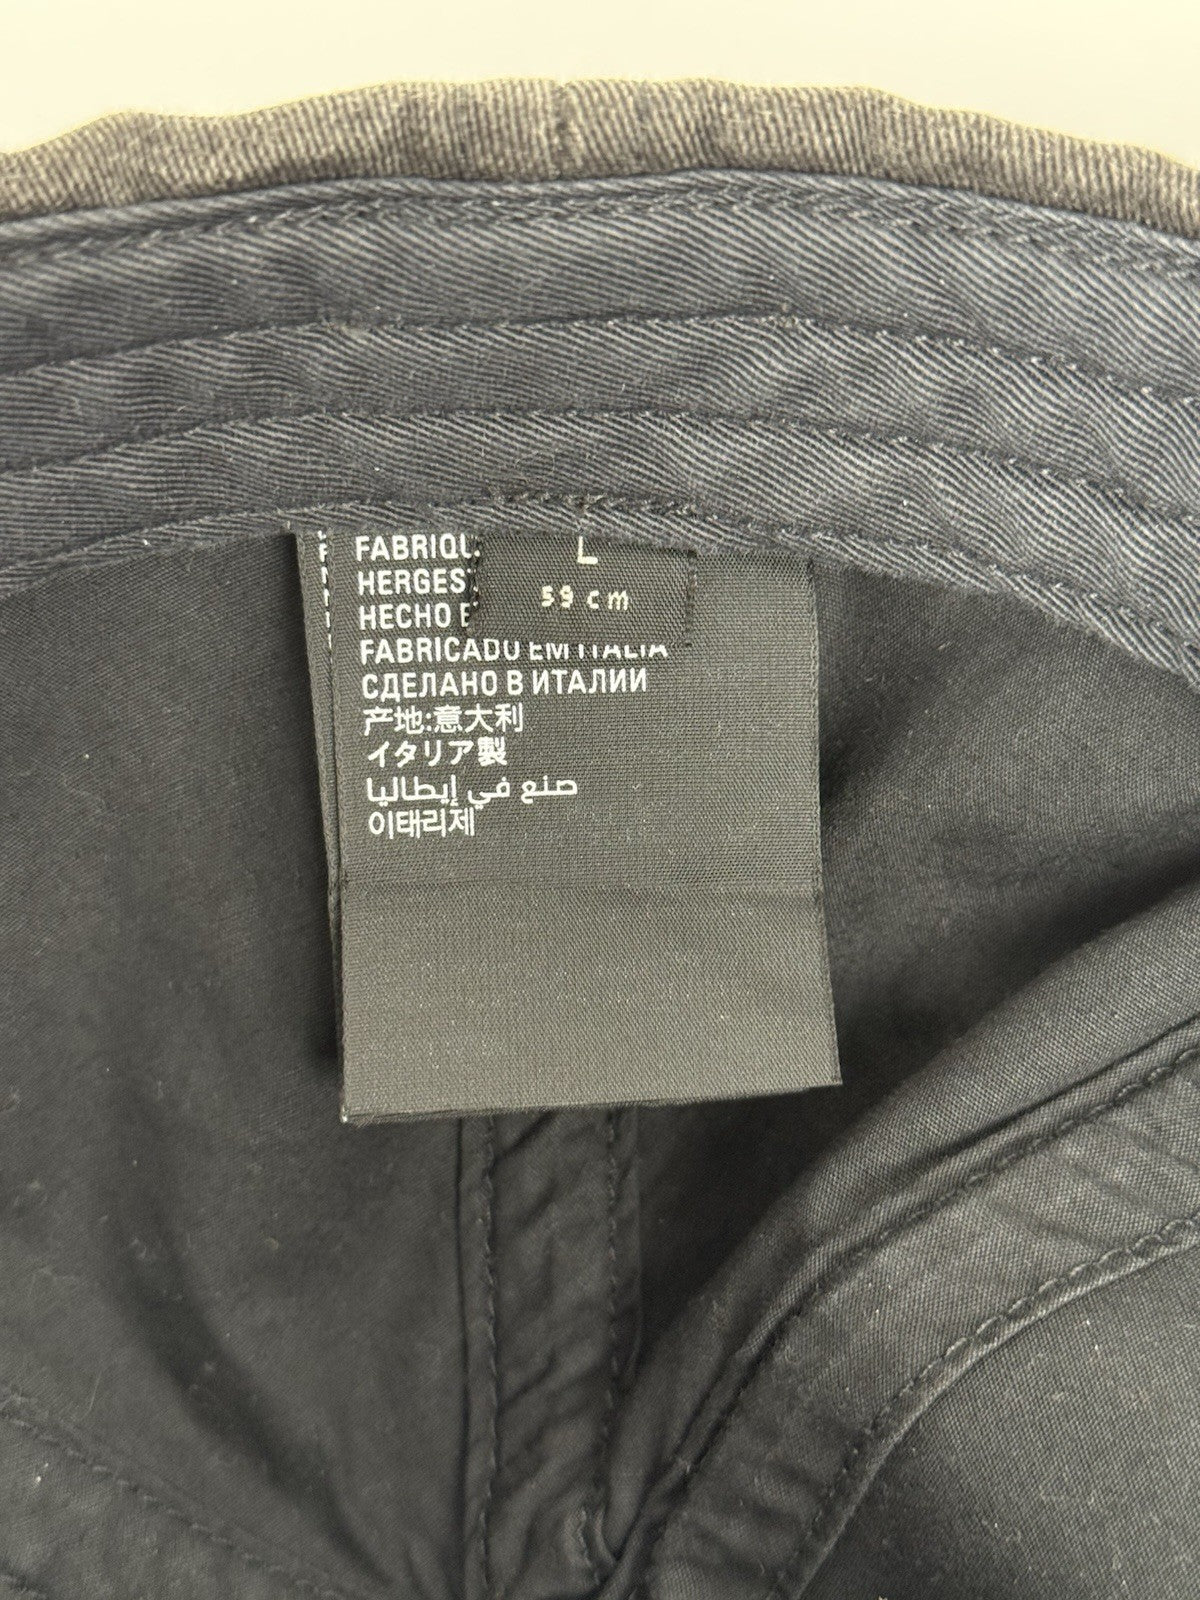 L
59 cm
FABRIQU
HERGES
HECHO E
FABRICADO EM ITALIA
СДЕЛАНО В ИТАЛИИ
产地:意大利
イタリア製
صنع في إيطاليا
이태리제